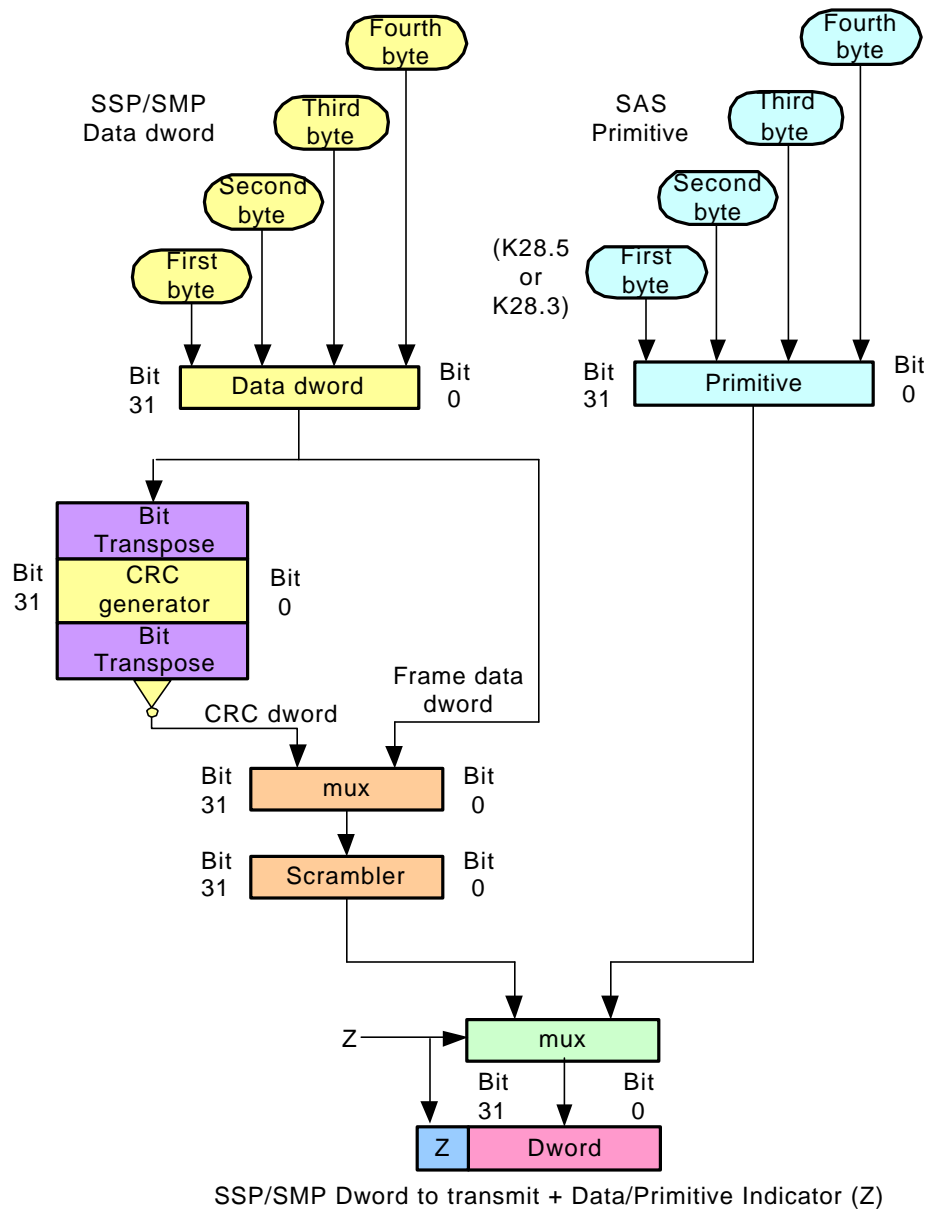 Fourth
byte
Fourth
byte
SSP/SMP
Data dword
Third
byte
SAS
Primitive
Third
byte
Second
byte
Second
byte
First
byte
(K28.5
or
K28.3)
First
byte
Bit
31
Data dword
Bit
0
Bit
31
Primitive
Bit
0
Bit
Transpose
Bit
31
CRC
generator
Bit
0
Bit
Transpose
CRC dword
Frame data
dword
Bit
31
mux
Bit
0
Bit
31
Scrambler
Bit
0
Z
mux
Bit
31
Bit
0
Z
Dword
SSP/SMP Dword to transmit + Data/Primitive Indicator (Z)